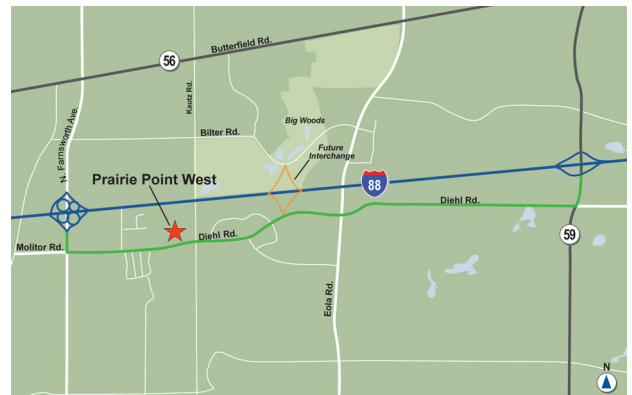 Butterfield Rd.
56
Kautz Rd.
N. Farnsworth Ave.
Big Woods
Bilter Rd.
Future
Interchange
Prairie Point West
88
Diehl Rd.
Diehl Rd.
Molitor Rd.
59
Eola Rd.
N